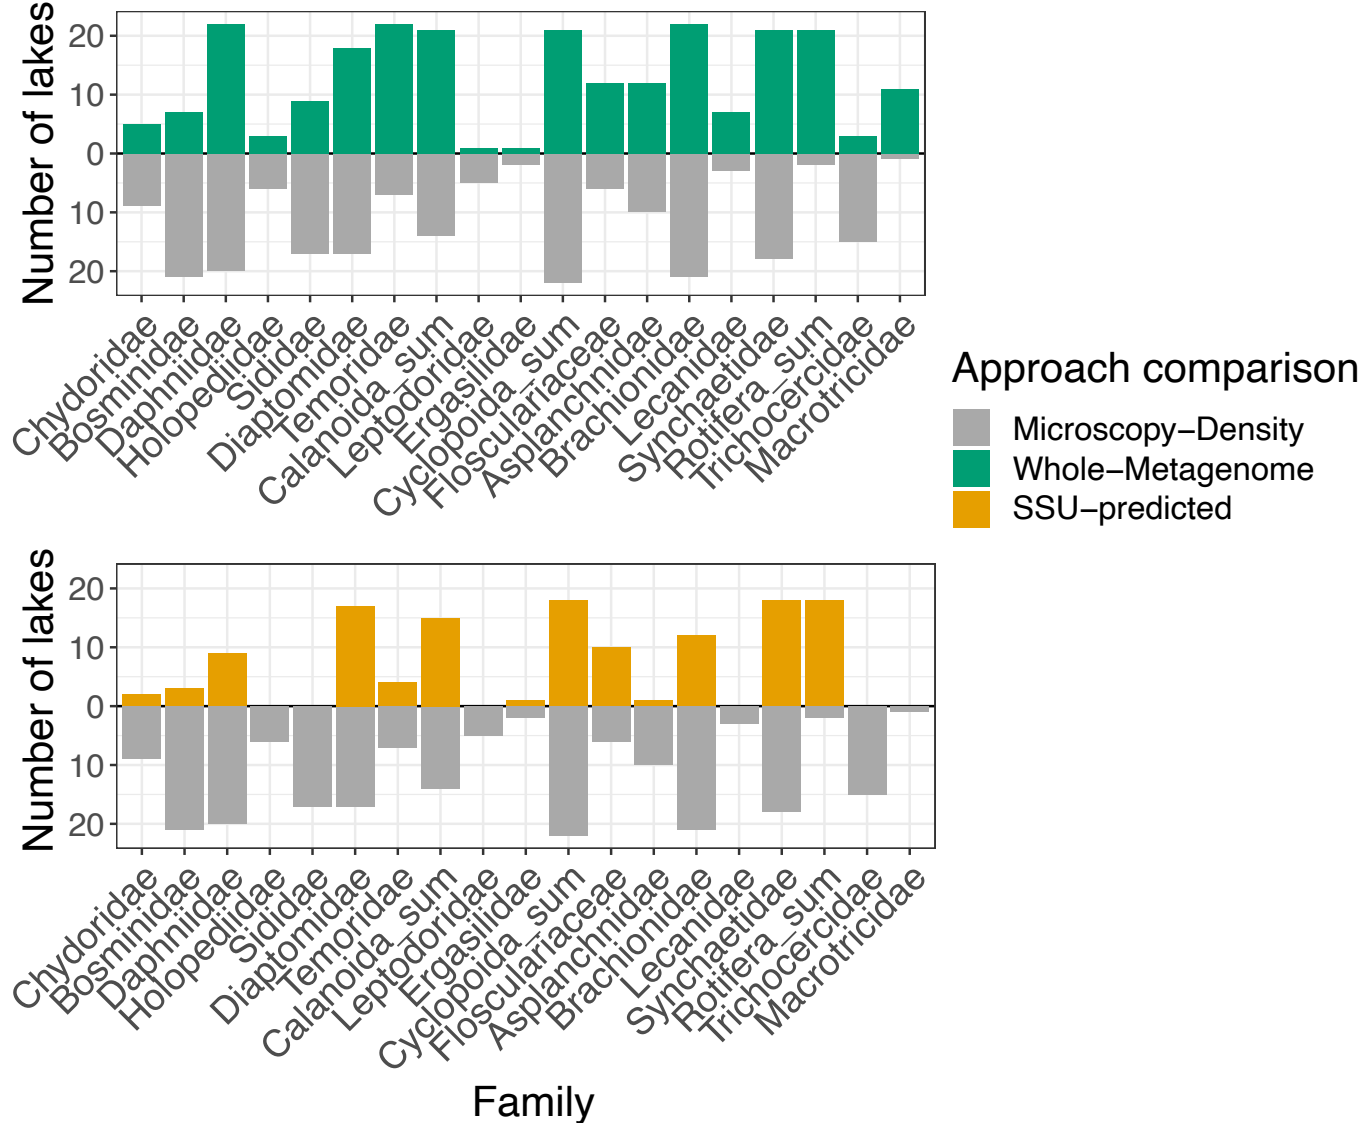 Number of lakes
20
10
0
10
20
Chydoridae
Bosminidae
Daphniidae
Holopediidae
Sididae
Diaptomidae
Temoridae
Calanoida_sum
Leptodoridae
Ergasilidae
Cyclopoida_sum
Flosculariaceae
Asplanchnidae
Brachionidae
Lecanidae
Synchaetidae
Rotifera_sum
Trichocercidae
Macrotricidae
Approach comparison
Microscopy−Density
Whole−Metagenome
SSU−predicted
Number of lakes
20
10
0
10
20
Chydoridae
Bosminidae
Daphniidae
Holopediidae
Sididae
Diaptomidae
Temoridae
Calanoida_sum
Leptodoridae
Ergasilidae
Cyclopoida_sum
Flosculariaceae
Asplanchnidae
Brachionidae
Lecanidae
Synchaetidae
Rotifera_sum
Trichocercidae
Macrotricidae
Family